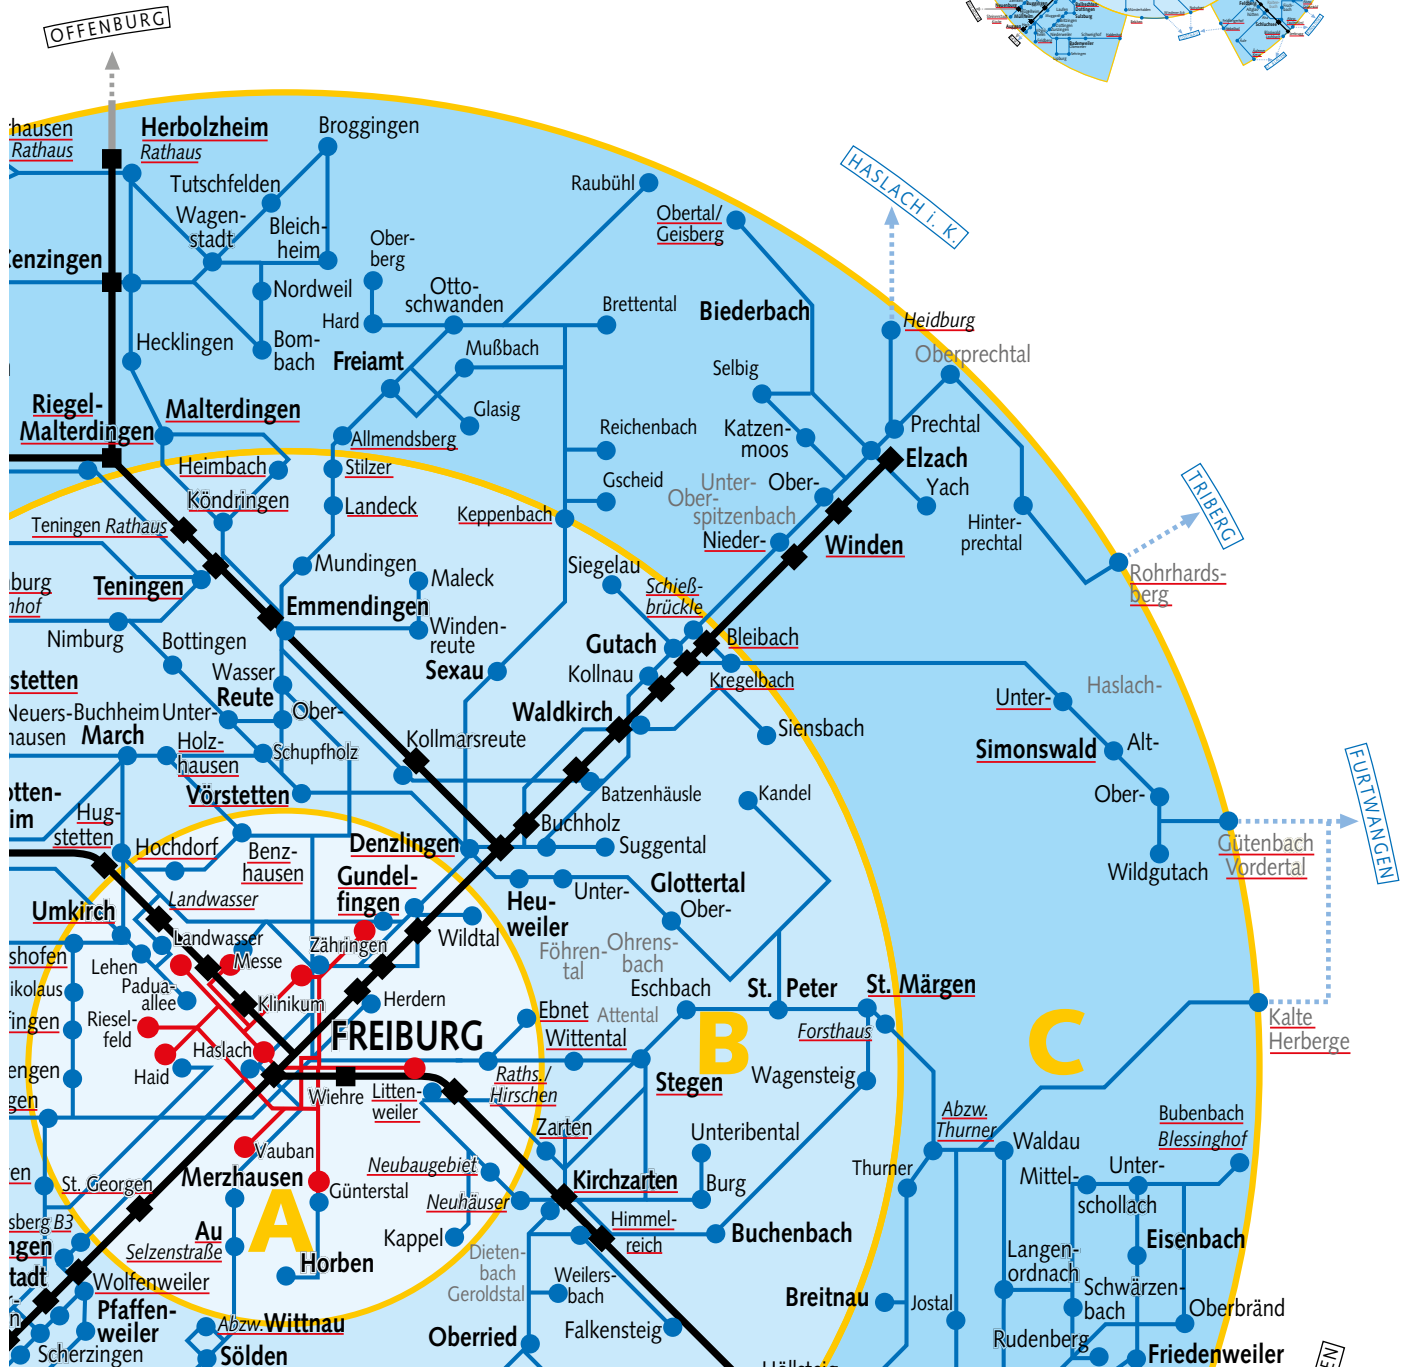 OFFENBURG
Herbolzheim
Rathaus
rhausen
Rathaus
Broggingen
Tutschfelden
Wagen-
stadt
Bleich-
heim
Ober-
berg
Raubühl
Obertal/
Geisberg
HASLACH i. K.
Kenzingen
Nordweil
Hard
Otto-
schwanden
Brettental
Biederbach
Heidburg
Oberprechtal
Hecklingen
Bom-
bach
Freiamt
Mußbach
Selbig
Riegel-
Malterdingen
Malterdingen
Glasig
Allmendsberg
Reichenbach
Katzen-
moos
Prechtal
Elzach
Heimbach
Stilzer
Gscheid
Unter-
Ober-
spitzenbach
Ober-
Yach
Köndringen
Landeck
Keppenbach
Nieder-
Winden
Hinter-
prechtal
TRIBERG
Teningen Rathaus
Teningen
Mundingen
Maleck
Siegelau
Schieß-
brückle
Rohrhards-
berg
burg
nhof
Emmendingen
Winden-
reute
Nimburg
Bottingen
Sexau
Gutach
Kollnau
Bleibach
Kregelbach
stetten
Wasser
Reute
Unter-
Ober-
Waldkirch
Siensbach
Unter-
Haslach-
Neuers-
hausen
Buchheim
March
Holz-
hausen
Schupfholz
Kollmarsreute
Simonswald
Alt-
Ober-
FURTWANGEN
Vörstetten
Batzenhäusle
Kandel
otten-
im
Hug-
stetten
Hochdorf
Benz-
hausen
Denzlingen
Buchholz
Suggental
Wildgutach
Gütenbach
Vordertal
Umkirch
Landwasser
Gundel-
fingen
Heu-
weiler
Unter-
Glottertal
Ober-
Landwasser
Messe
Zähringen
Wildtal
Föhren-
tal
Ohrens-
bach
shofen
Lehen
Padua-
allee
Klinikum
Herdern
Eschbach
St. Peter
St. Märgen
ikolaus
Riesel-
feld
FREIBURG
Ebnet
Attental
Wittental
B
Forsthaus
C
Kalte
Herberge
fingen
Haslach
Haid
Wiehre
Litten-
weiler
Raths./
Hirschen
Stegen
Wagensteig
engen
gen
Abzw.
Thurner
Waldau
Bubenbach
Blessinghof
Vauban
Zarten
Unteribental
Thurner
Mittel-
Unter-
schollach
en
St. Georgen
Merzhausen
A
Günterstal
Neubaugebiet
Neuhäuser
Kirchzarten
Burg
sberg B3
ngen
Au
Selzenstraße
Kappel
Himmel-
reich
Buchenbach
Langen-
ordnach
Eisenbach
tadt
Wolfenweiler
Horben
Dieten-
bach
Geroldstal
Weilers-
bach
Breitnau
Jostal
Schwärzen-
bach
Oberbränd
n
Pfaffen-
weiler
Abzw. Wittnau
Oberried
Falkensteig
Rudenberg
Scherzingen
Sölden
Friedenweiler